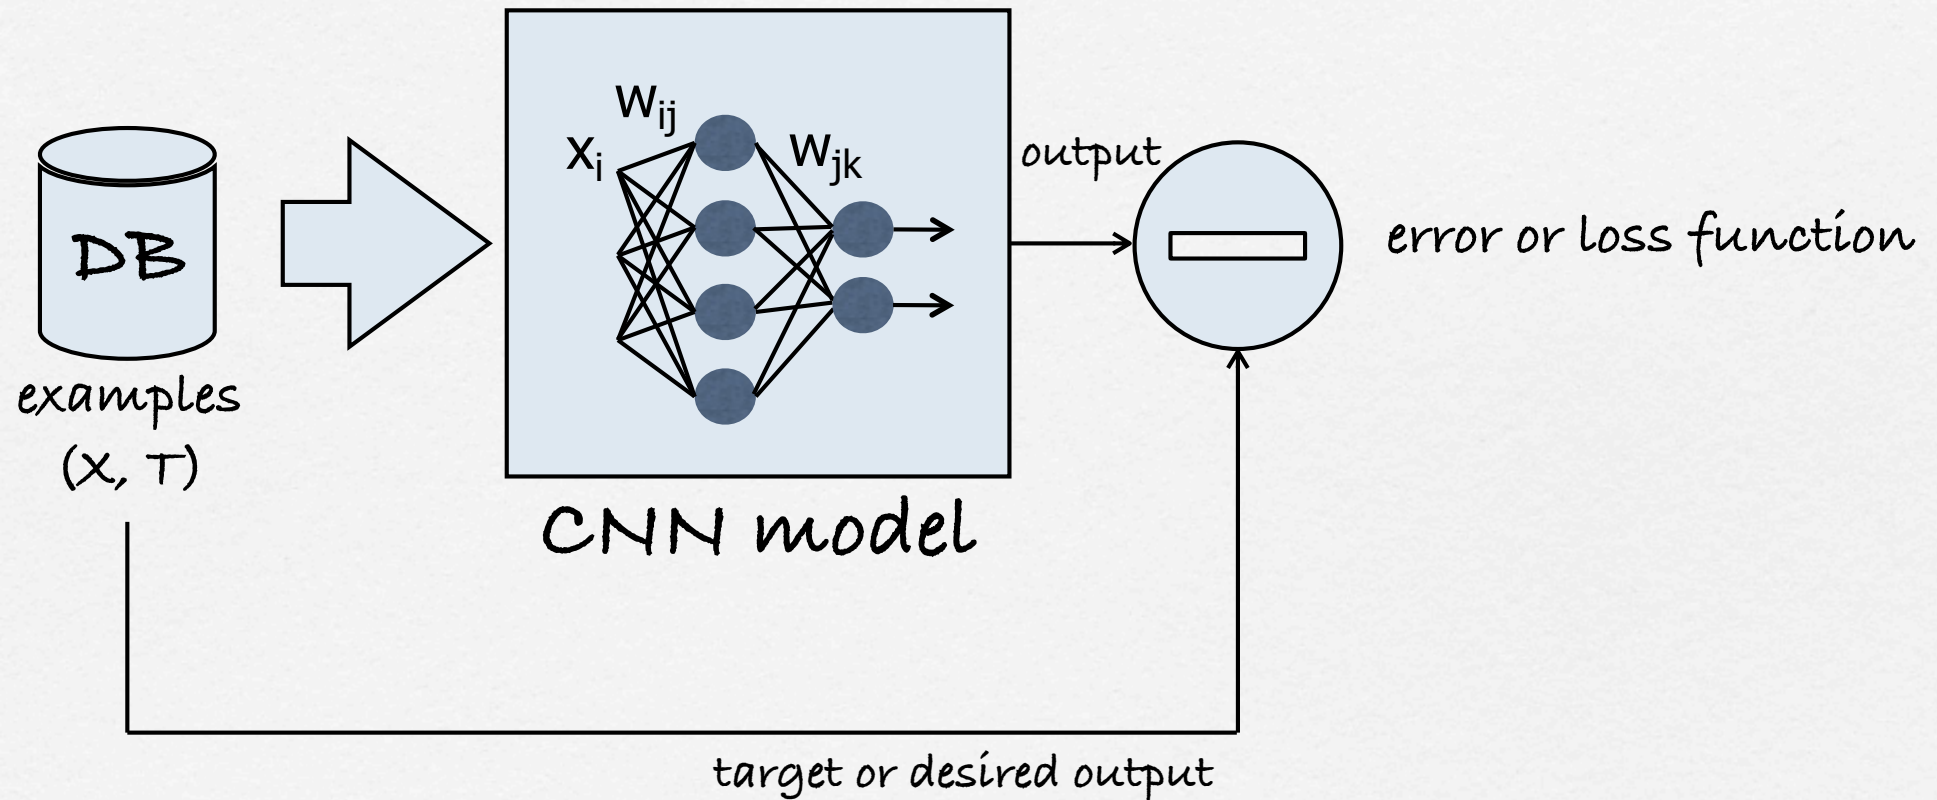 DB
examples
(X, T)
xi
wij
wjk
CNN model
output
error or loss function
target or desired output